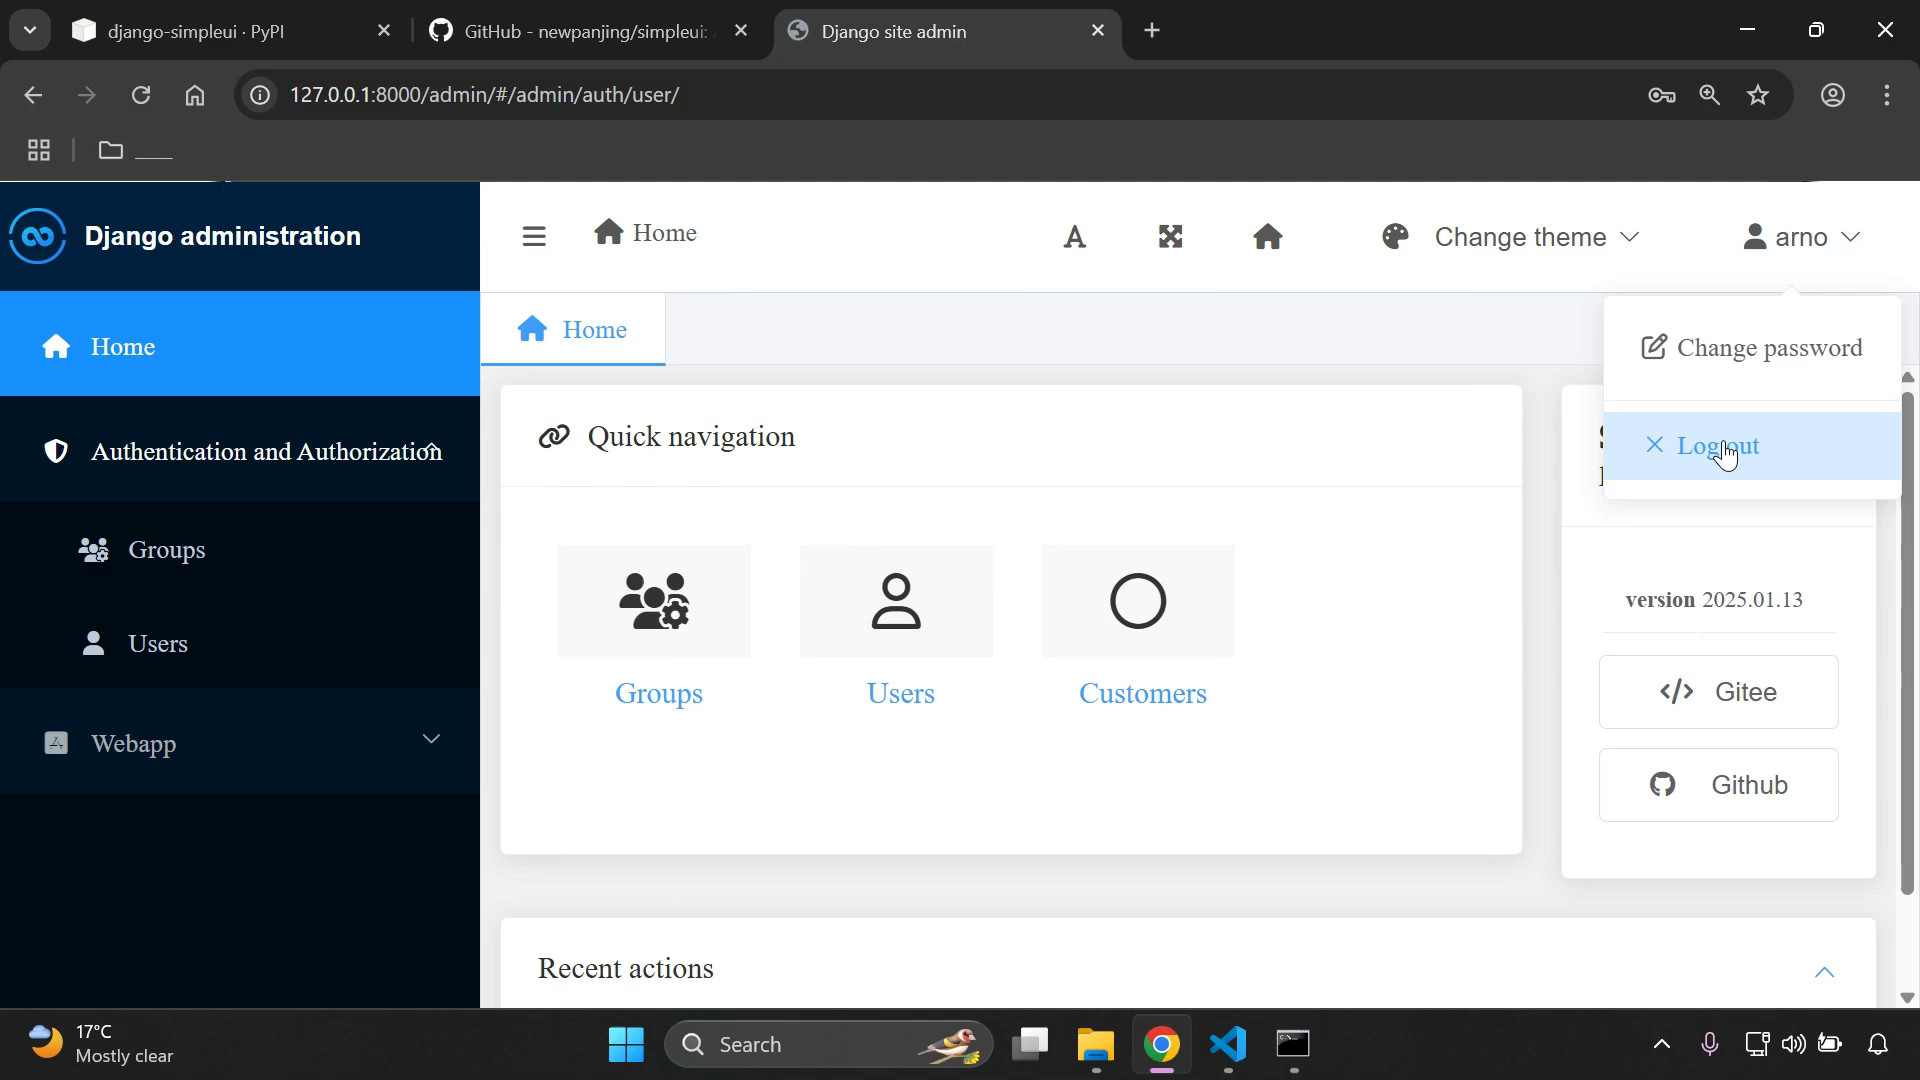 django-simpleui · PyPI
GitHub - newpanjing/simpleui:
Django site admin
127.0.0.1:8000/admin/#/admin/auth/user/
Django administration
Home
Change theme
arno
Home
Home
Change password
Log out
Authentication and Authorization
Quick navigation
Groups
Users
version 2025.01.13
Groups
Users
Customers
Gitee
Webapp
Github
Recent actions
17°C
Mostly clear
Search